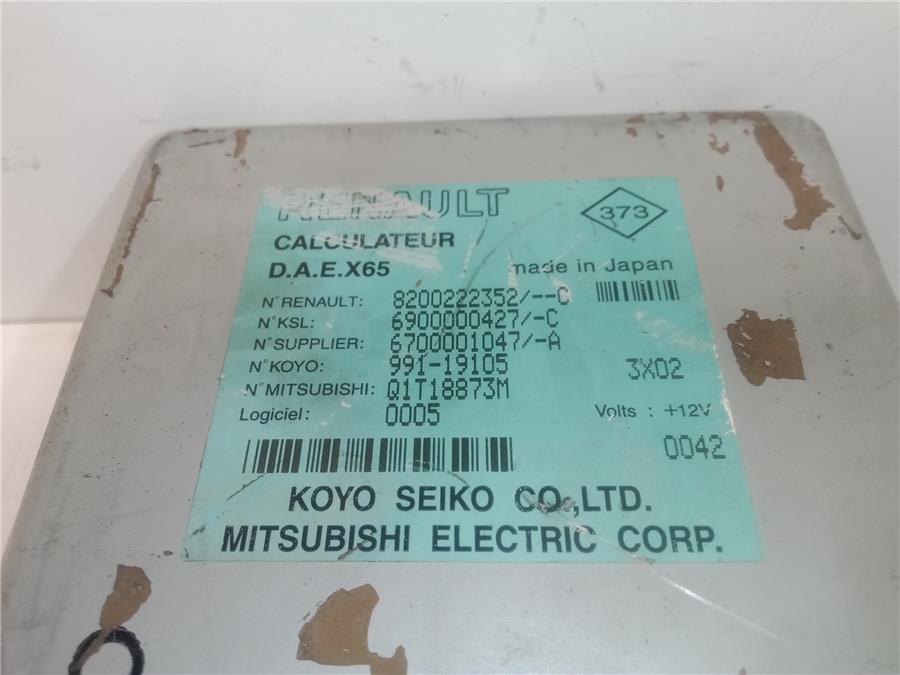 RENAULT
373
CALCULATEUR
D.A.E.X65
made in Japan
N°RENAULT: 8200222352/--C
N°KSL: 6900000427/-C
N°SUPPLIER: 6700001047/-A
N°KOYO: 991-19105
3X02
N°MITSUBISHI: Q1T18873M
Logiciel: 0005
Volts : +12V
0042
KOYO SEIKO CO.,LTD.
MITSUBISHI ELECTRIC CORP.